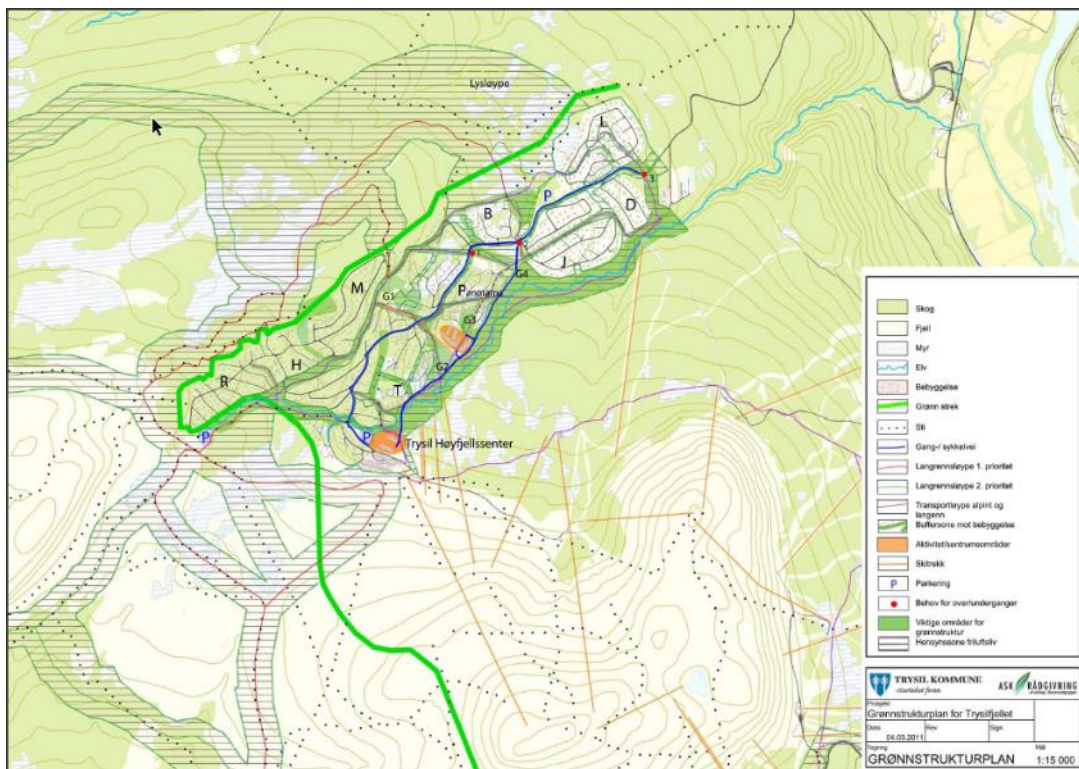 Lysløype
L
P
D
B
J
G4
Panorama
M
G1
G3
H
G2
R
T
P
P
Trysil Høyfjellssenter
Skog
Fjell
Myr
Elv
Bebyggelse
Grønn strek
Sti
Gang-/ sykkelvei
Langrennsløype 1. prioritet
Langrennsløype 2. prioritet
Transportløype alpint og
langrenn
Buffersone mot bebyggelse
Aktivitet/sentrumsområder
Skitrekk
P Parkering
Behov for over/underganger
Viktige områder for
grønnstruktur
Hensynssone friluftsliv
TRYSIL KOMMUNE
ASK RÅDGIVNING
Prosjekt
Grønnstrukturplan for Trysilfjellet
Dato Rev Sign
04.03.2011
Tegning Mål
GRØNNSTRUKTURPLAN 1:15 000